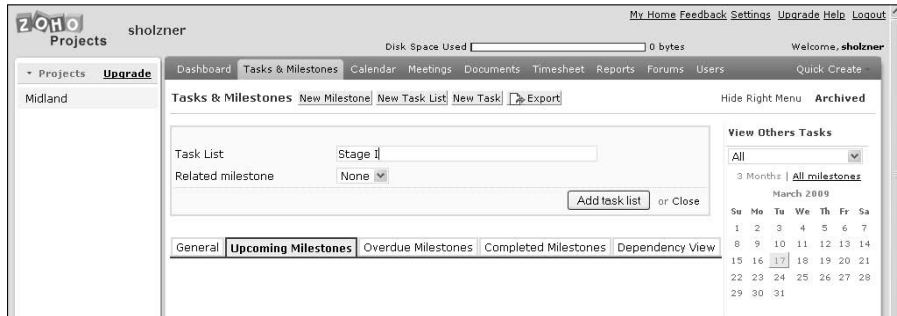 ZOHO Projects
sholzner
My Home Feedback Settings Upgrade Help Logout
Disk Space Used 0 bytes
Welcome, sholzner
Projects Upgrade
Midland
Dashboard Tasks & Milestones Calendar Meetings Documents Timesheet Reports Forums Users Quick Create
Tasks & Milestones New Milestone New Task List New Task Export
Hide Right Menu Archived
Task List Stage I
Related milestone None
Add task list or Close
General Upcoming Milestones Overdue Milestones Completed Milestones Dependency View
View Others Tasks
All
3 Months | All milestones
March 2009
Su Mo Tu We Th Fr Sa
1 2 3 4 5 6 7
8 9 10 11 12 13 14
15 16 17 18 19 20 21
22 23 24 25 26 27 28
29 30 31